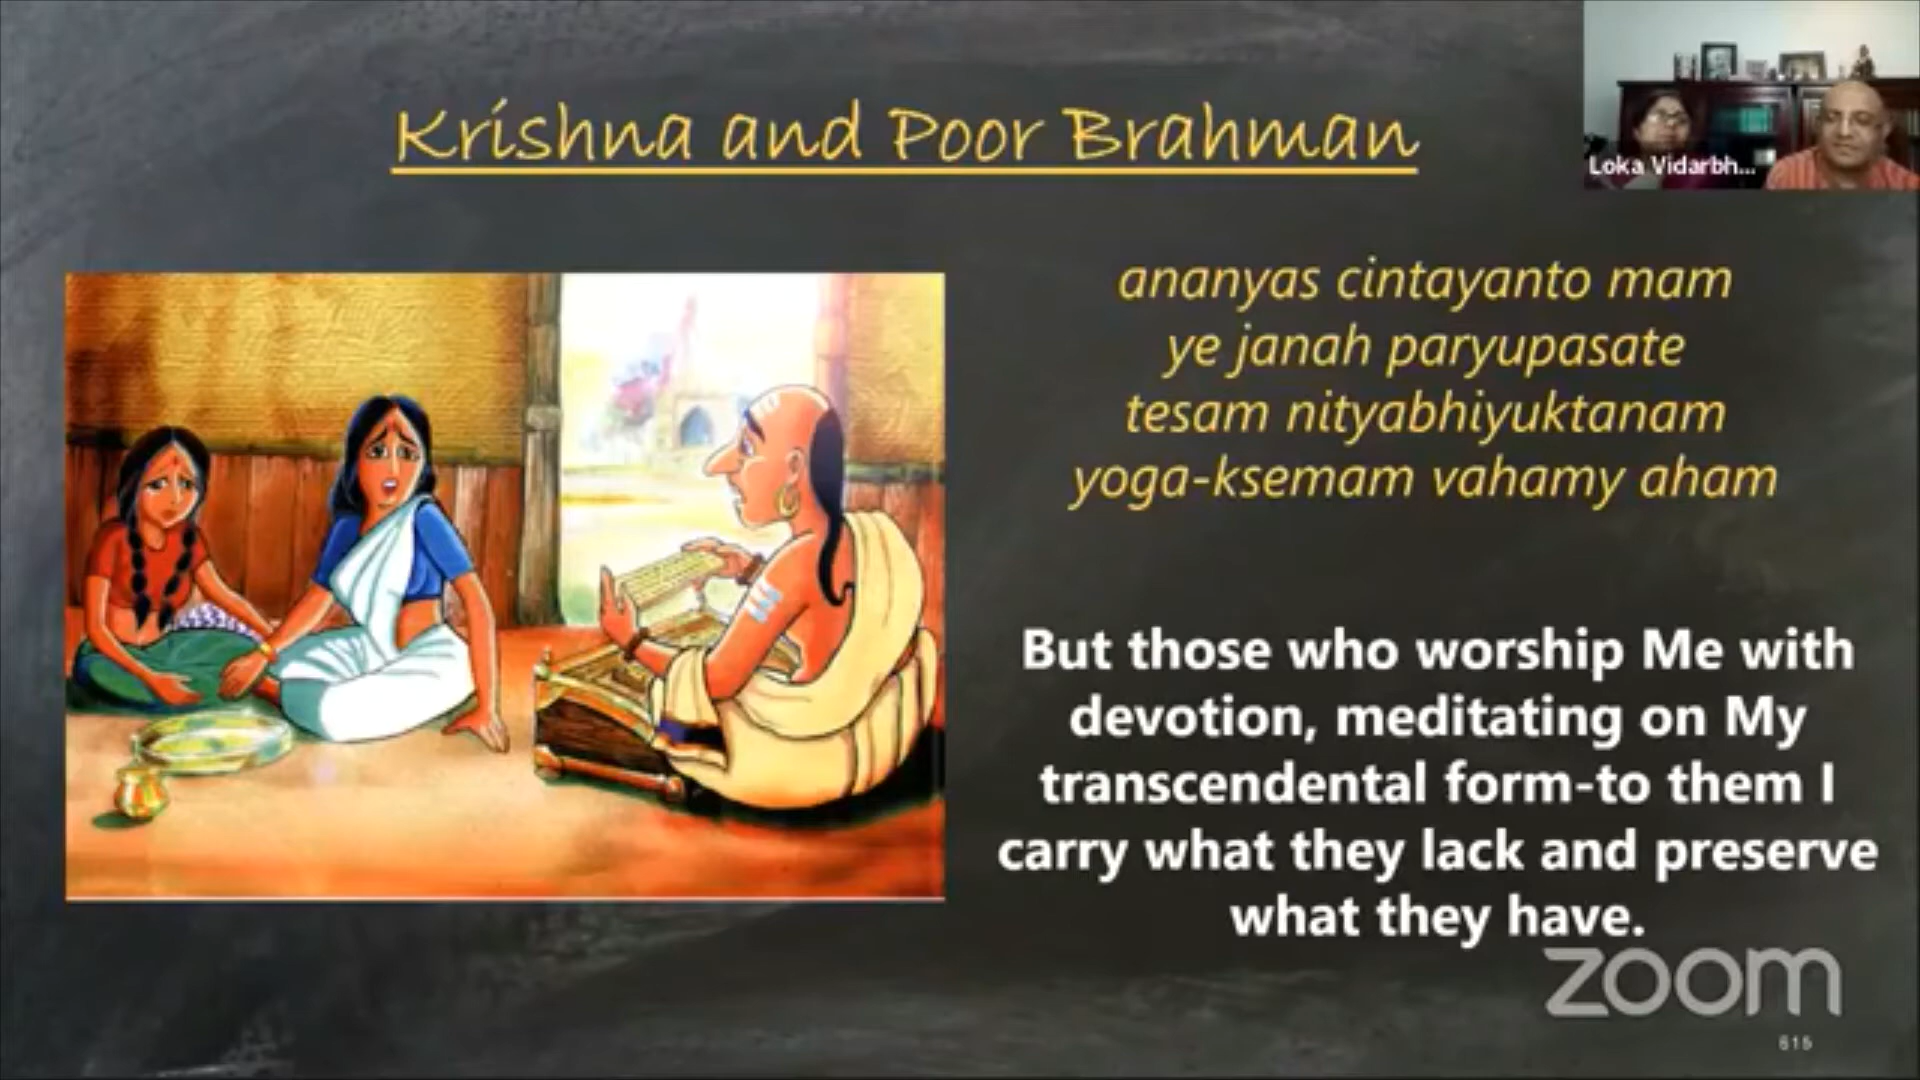 Krishna and Poor Brahman
Loka Vidarbh...
ananyas cintayanto mam
ye janah paryupasate
tesam nityabhiyuktanam
yoga-ksemam vahamy aham
But those who worship Me with
devotion, meditating on My
transcendental form-to them I
carry what they lack and preserve
what they have.
zoom
615